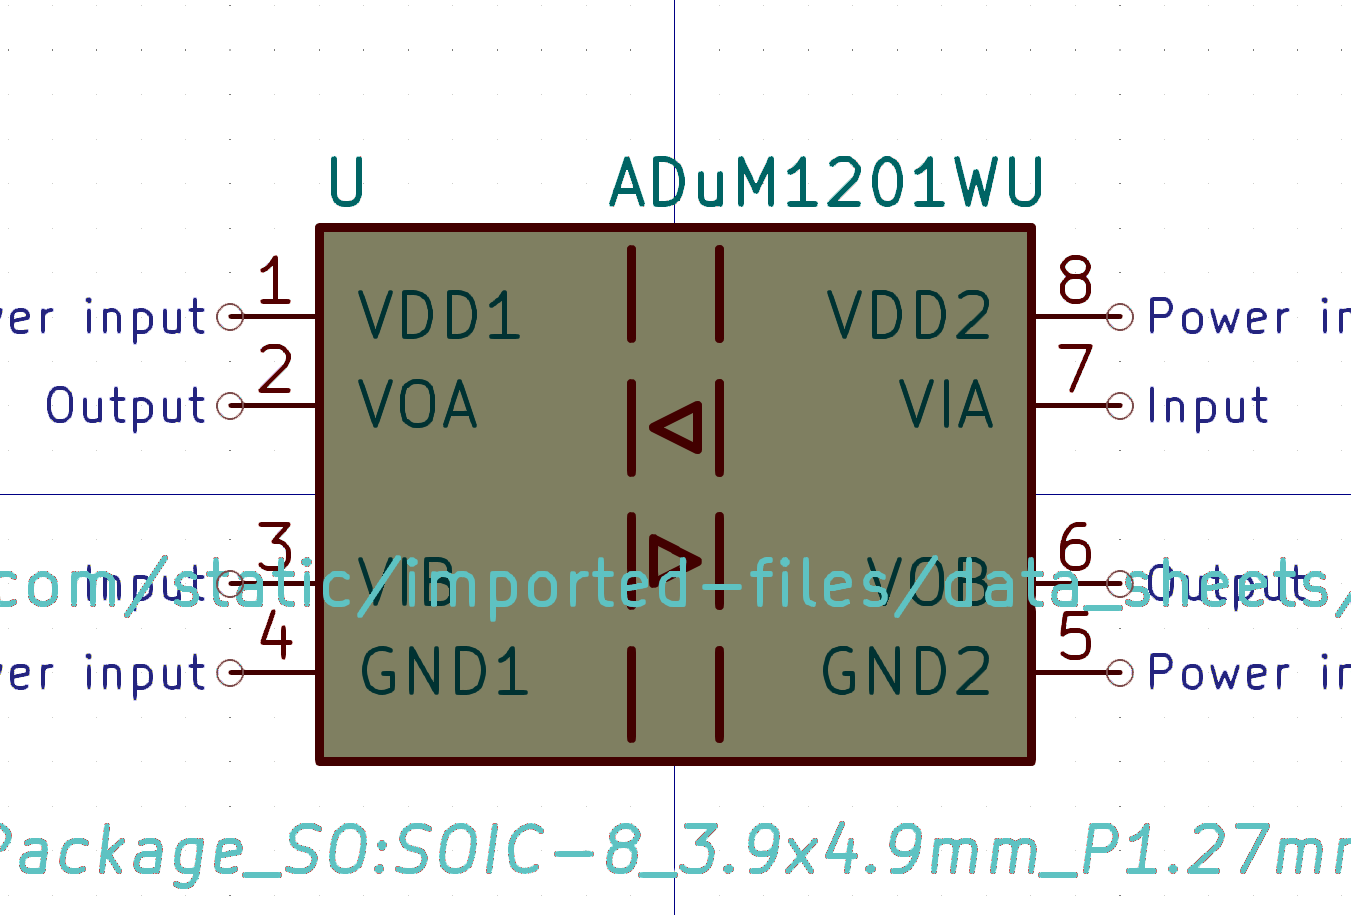 U ADuM1201WU
1 8
ver input VDD1 VDD2 Power in
2 7
Output VOA VIA Input
3 6
Input VIB VOB Output
com/static/imported-files/data_sheets/
4 5
ver input GND1 GND2 Power in
Package_SO:SOIC-8_3.9x4.9mm_P1.27mm